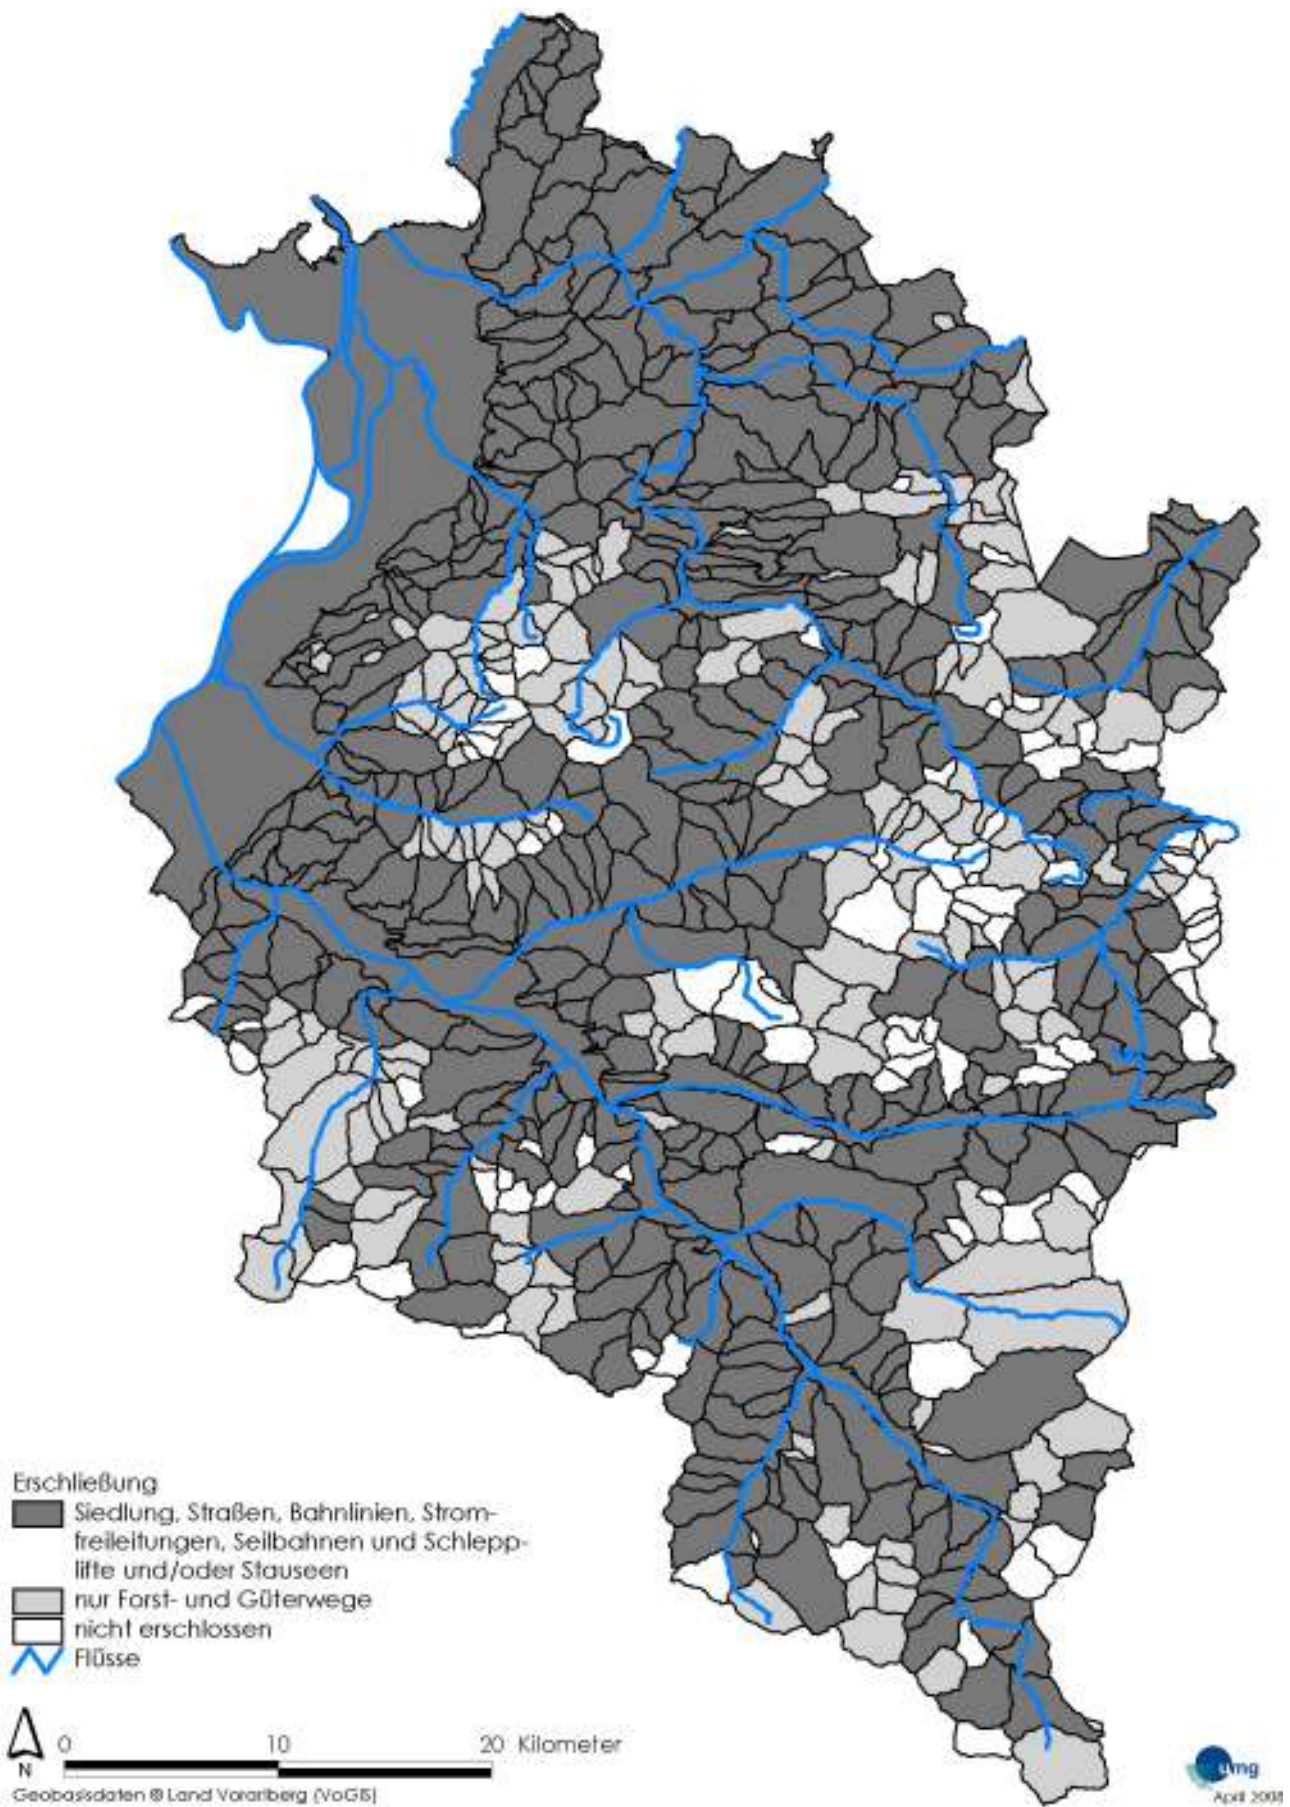 Erschließung
Siedlung, Straßen, Bahnlinien, Strom-
freileitungen, Seilbahnen und Schlepp-
lifte und/oder Stauseen
nur Forst- und Güterwege
nicht erschlossen
Flüsse
0 10 20 Kilometer
N
Geobasisdaten © Land Vorarlberg (VoGIS)
umg
April 2008